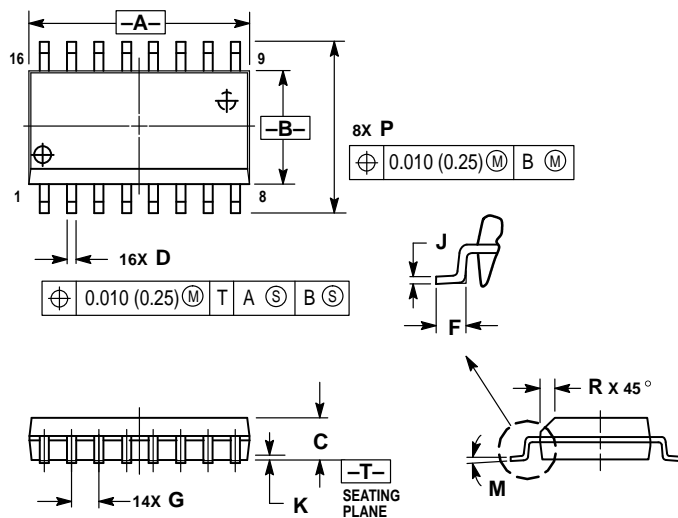 –A–
16
9
–B–
8X P
⌖ 0.010 (0.25) Ⓜ B Ⓜ
1
8
16X D
J
⌖ 0.010 (0.25) Ⓜ T A Ⓢ B Ⓢ
F
R X 45°
C
–T–
14X G
K
SEATING
PLANE
M